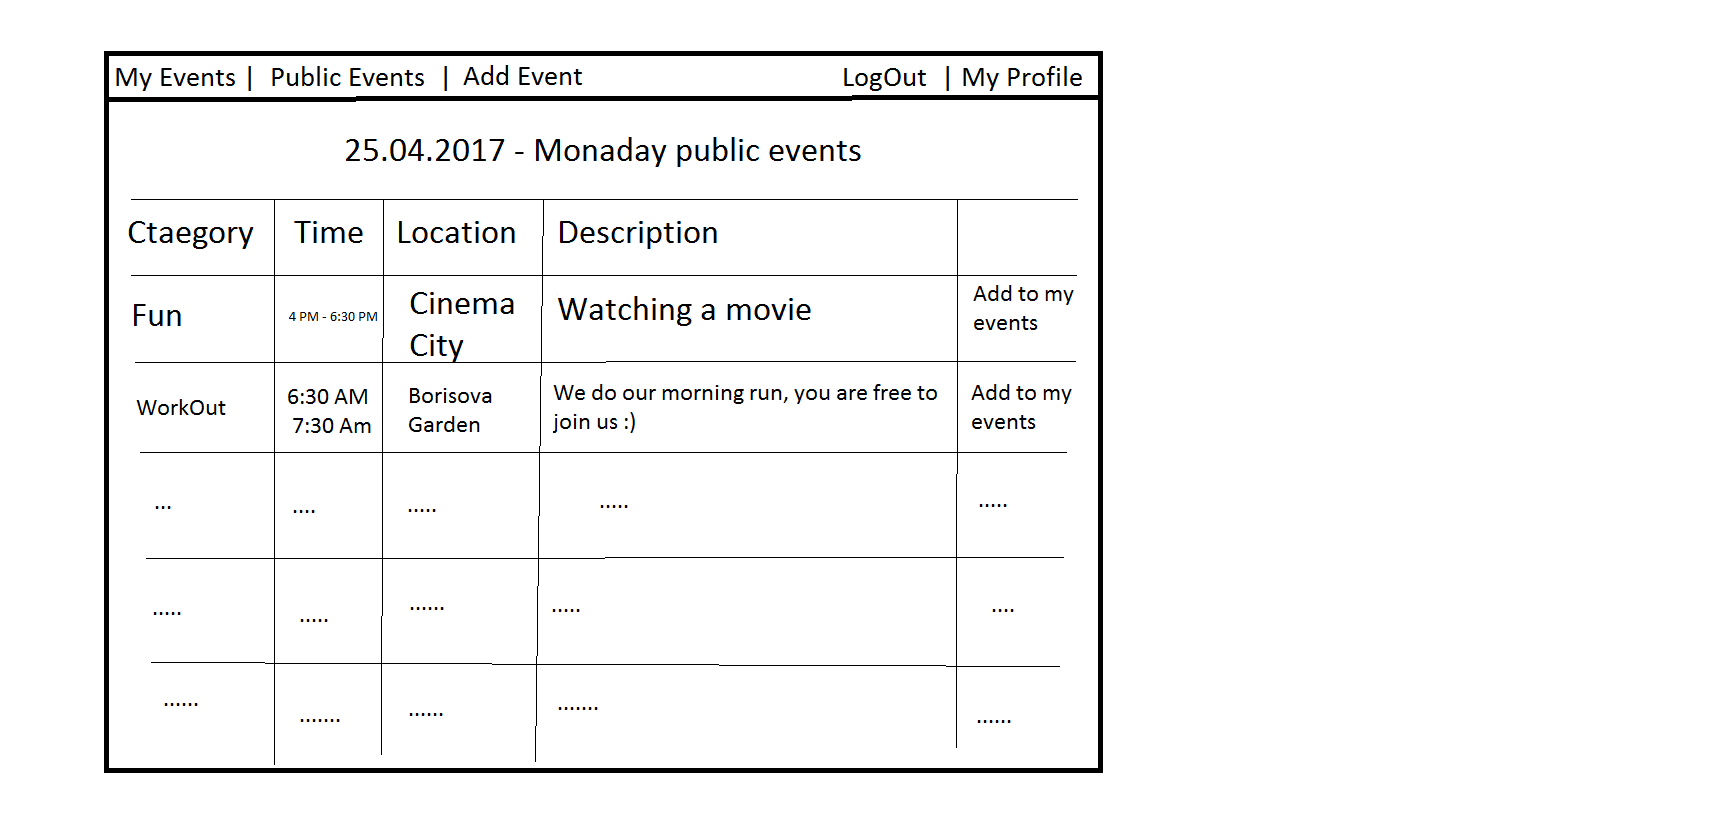 My Events | Public Events | Add Event LogOut | My Profile
25.04.2017 - Monaday public events
Ctaegory Time Location Description
Fun 4 PM - 6:30 PM Cinema City Watching a movie Add to my events
WorkOut 6:30 AM 7:30 Am Borisova Garden We do our morning run, you are free to join us :) Add to my events
... .... ..... ..... .....
..... ..... ...... ..... ....
...... ....... ...... ....... ......